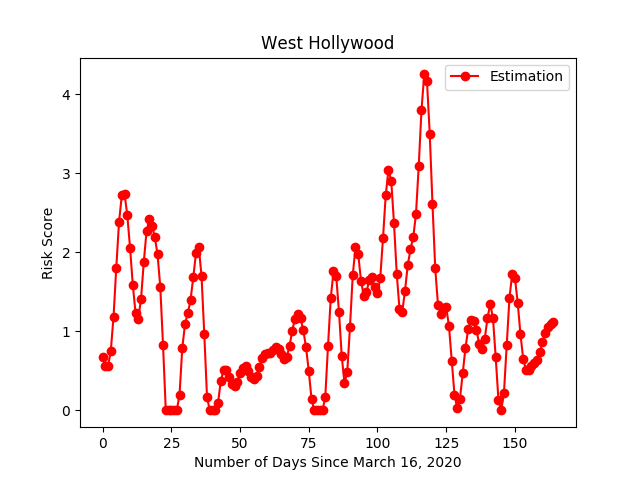 West Hollywood
Estimation
Risk Score
4
3
2
1
0
0 25 50 75 100 125 150
Number of Days Since March 16, 2020